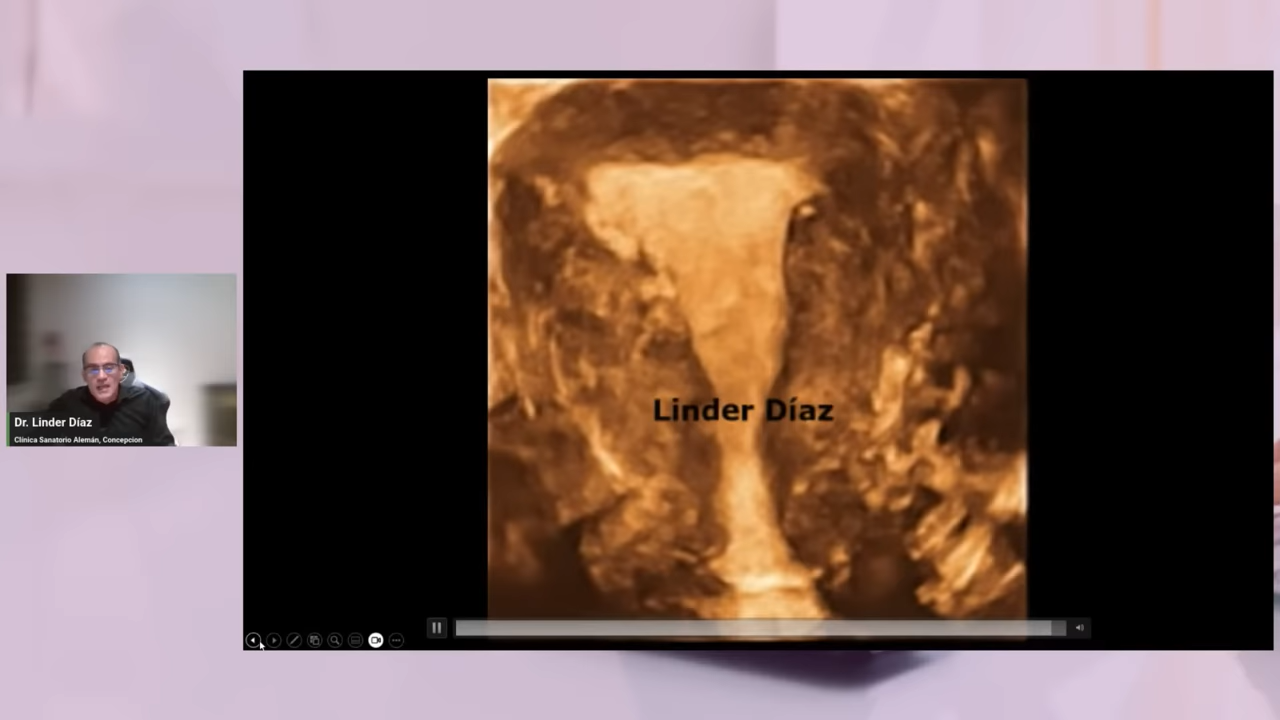 Linder Díaz
Dr. Linder Díaz
Clínica Sanatorio Alemán, Concepcion